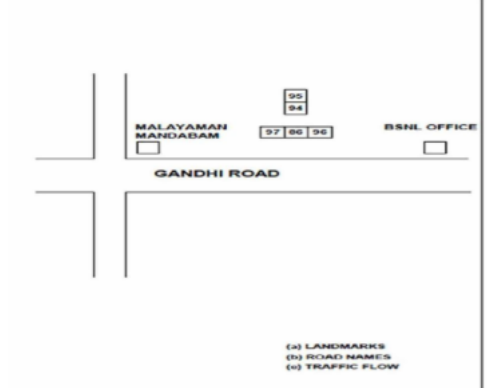 95
94
MALAYAMAN
MANDABAM
97 86 96
BSNL OFFICE
GANDHI ROAD
(a) LANDMARKS
(b) ROAD NAMES
(c) TRAFFIC FLOW